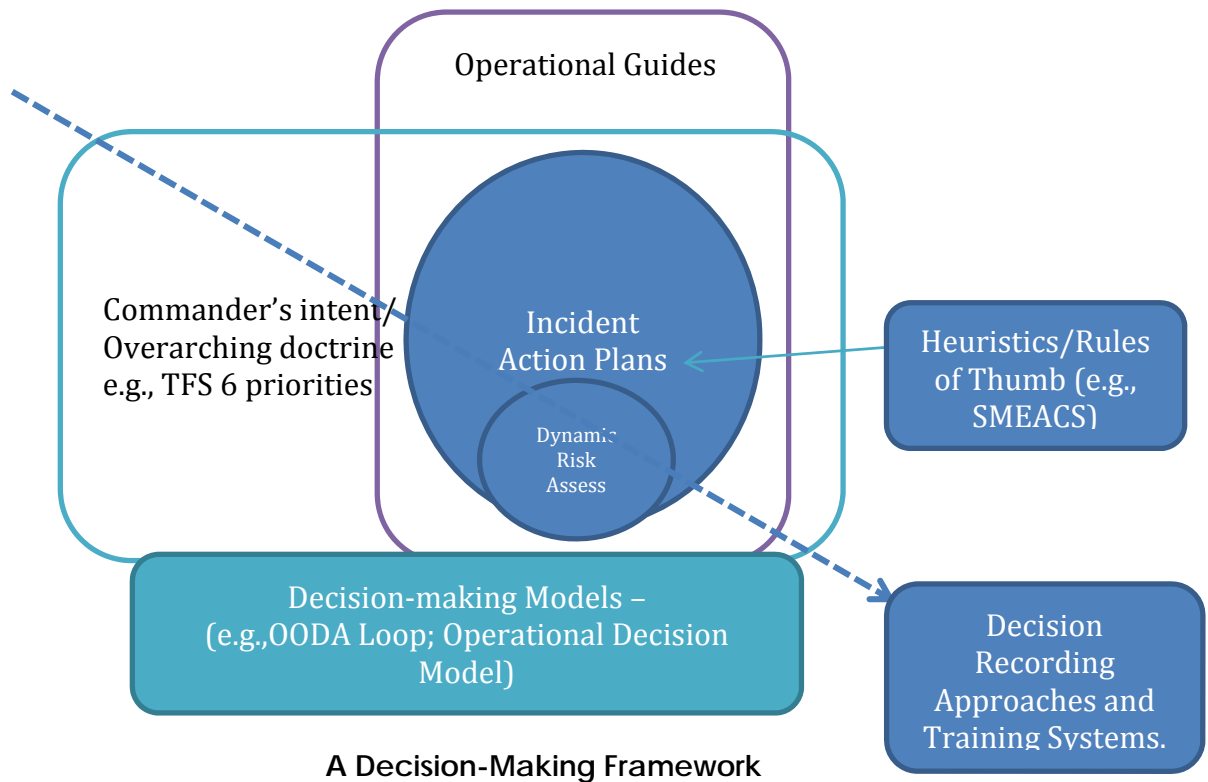 Operational Guides
Commander’s intent/
Overarching doctrine
e.g., TFS 6 priorities
Incident
Action Plans
Dynamic
Risk
Assess
Heuristics/Rules
of Thumb (e.g.,
SMEACS)
Decision-making Models –
(e.g.,OODA Loop; Operational Decision
Model)
Decision
Recording
Approaches and
Training Systems.
A Decision-Making Framework